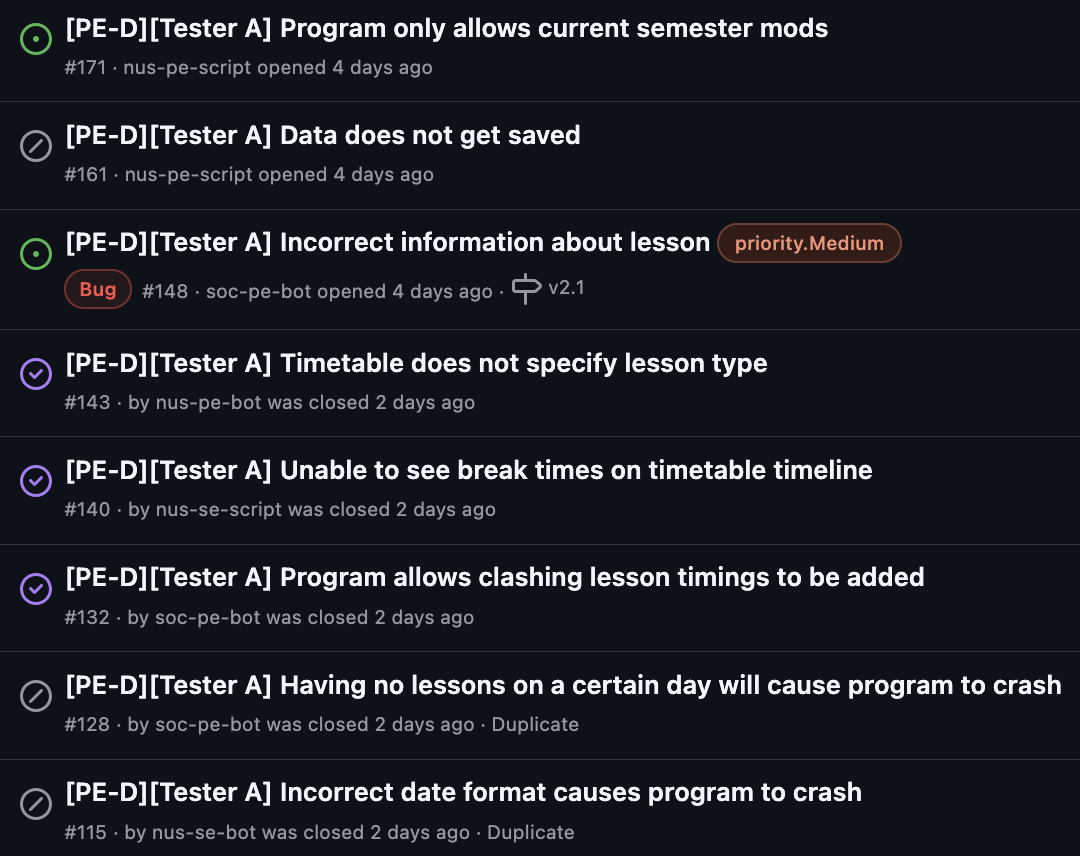 [PE-D][Tester A] Program only allows current semester mods
#171 · nus-pe-script opened 4 days ago
[PE-D][Tester A] Data does not get saved
#161 · nus-pe-script opened 4 days ago
[PE-D][Tester A] Incorrect information about lesson priority.Medium
Bug #148 · soc-pe-bot opened 4 days ago · v2.1
[PE-D][Tester A] Timetable does not specify lesson type
#143 · by nus-pe-bot was closed 2 days ago
[PE-D][Tester A] Unable to see break times on timetable timeline
#140 · by nus-se-script was closed 2 days ago
[PE-D][Tester A] Program allows clashing lesson timings to be added
#132 · by soc-pe-bot was closed 2 days ago
[PE-D][Tester A] Having no lessons on a certain day will cause program to crash
#128 · by soc-pe-bot was closed 2 days ago · Duplicate
[PE-D][Tester A] Incorrect date format causes program to crash
#115 · by nus-se-bot was closed 2 days ago · Duplicate